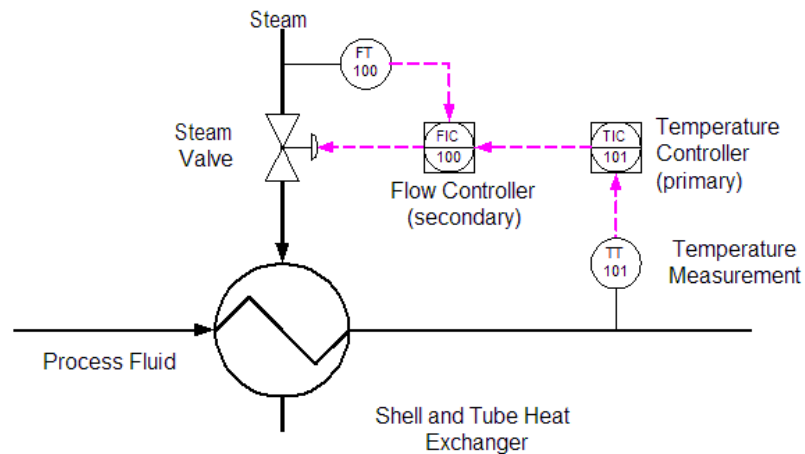 Steam
FT
100
Steam
Valve
FIC
100
TIC
101
Temperature
Controller
(primary)
Flow Controller
(secondary)
TT
101
Temperature
Measurement
Process Fluid
Shell and Tube Heat
Exchanger